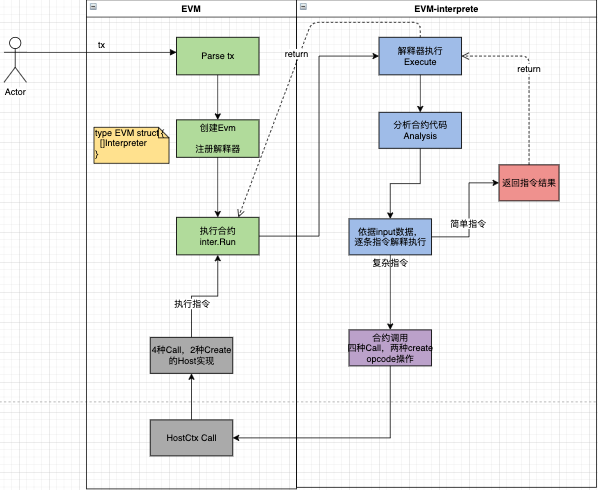 EVM
EVM-interprete
tx
Actor
Parse tx
return
解释器执行
Execute
return
type EVM struct{
[]Interpreter
}
创建Evm
注册解释器
分析合约代码
Analysis
返回指令结果
执行合约
inter.Run
依据input数据，
逐条指令解释执行
简单指令
复杂指令
执行指令
4种Call，2种Create
的Host实现
合约调用
四种Call，两种create
opcode操作
HostCtx Call